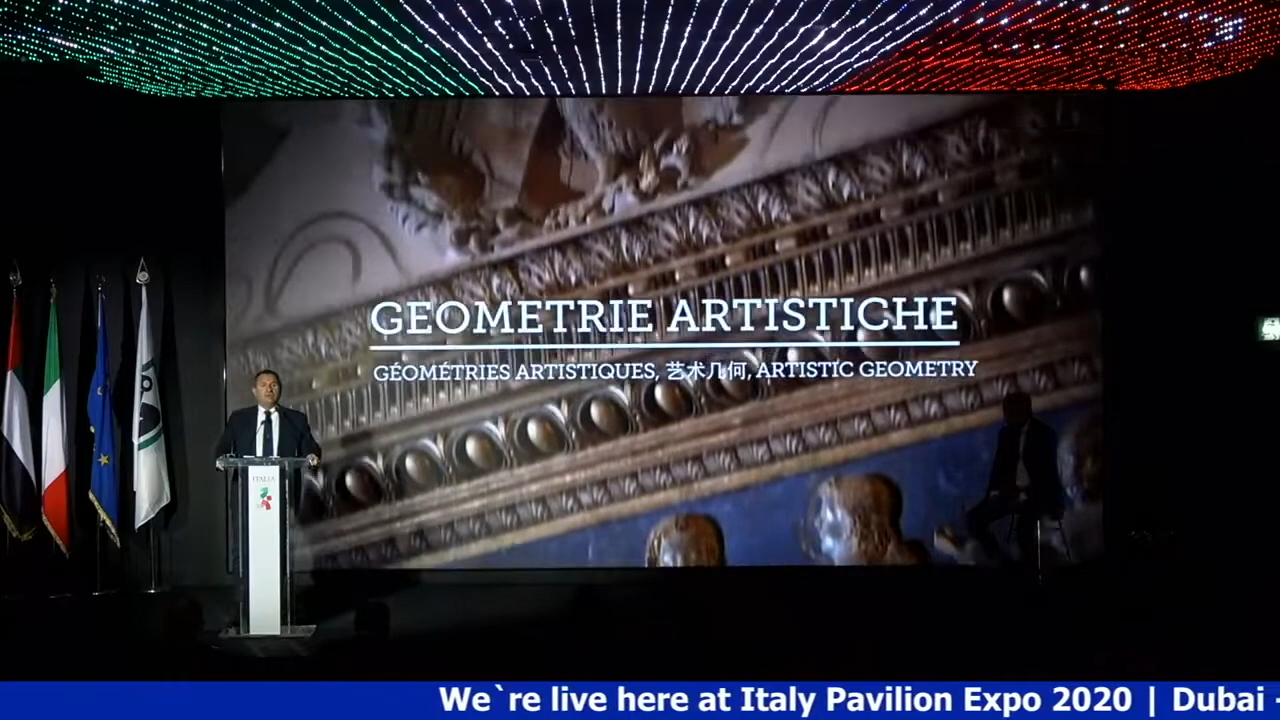 GEOMETRIE ARTISTICHE
GÉOMÉTRIES ARTISTIQUES, 艺术几何, ARTISTIC GEOMETRY
ITALIA
We`re live here at Italy Pavilion Expo 2020 | Dubai